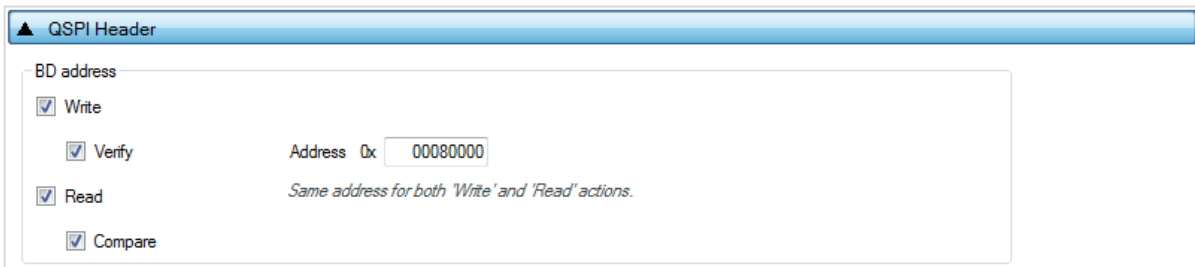 QSPI Header
BD address
Write
Verify Address 0x 00080000
Read Same address for both 'Write' and 'Read' actions.
Compare